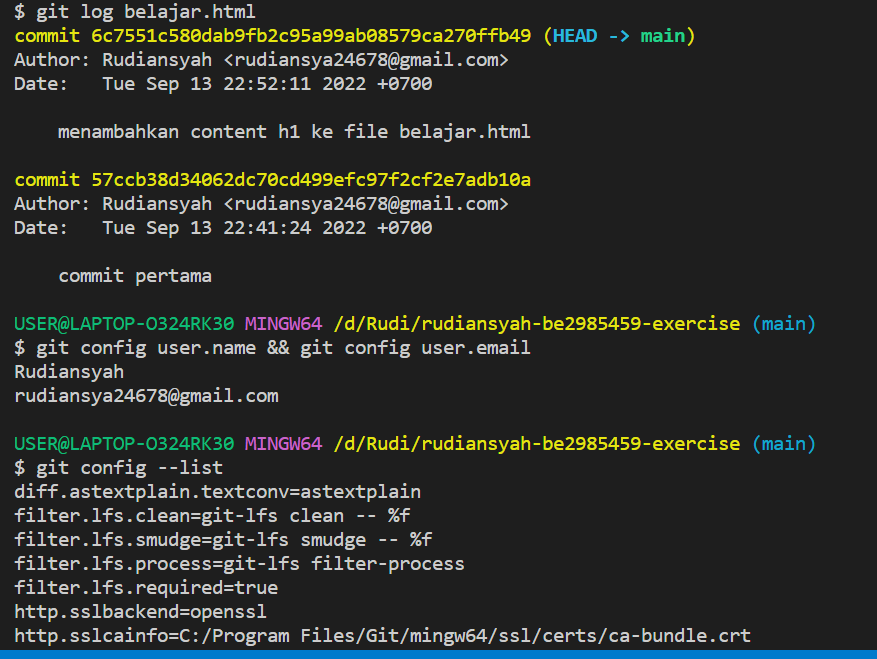 $ git log belajar.html
commit 6c7551c580dab9fb2c95a99ab08579ca270ffb49 (HEAD -> main)
Author: Rudiansyah <rudiansya24678@gmail.com>
Date:   Tue Sep 13 22:52:11 2022 +0700
    menambahkan content h1 ke file belajar.html
commit 57ccb38d34062dc70cd499efc97f2cf2e7adb10a
Author: Rudiansyah <rudiansya24678@gmail.com>
Date:   Tue Sep 13 22:41:24 2022 +0700
    commit pertama
USER@LAPTOP-O324RK30 MINGW64 /d/Rudi/rudiansyah-be2985459-exercise (main)
$ git config user.name && git config user.email
Rudiansyah
rudiansya24678@gmail.com
USER@LAPTOP-O324RK30 MINGW64 /d/Rudi/rudiansyah-be2985459-exercise (main)
$ git config --list
diff.astextplain.textconv=astextplain
filter.lfs.clean=git-lfs clean -- %f
filter.lfs.smudge=git-lfs smudge -- %f
filter.lfs.process=git-lfs filter-process
filter.lfs.required=true
http.sslbackend=openssl
http.sslcainfo=C:/Program Files/Git/mingw64/ssl/certs/ca-bundle.crt